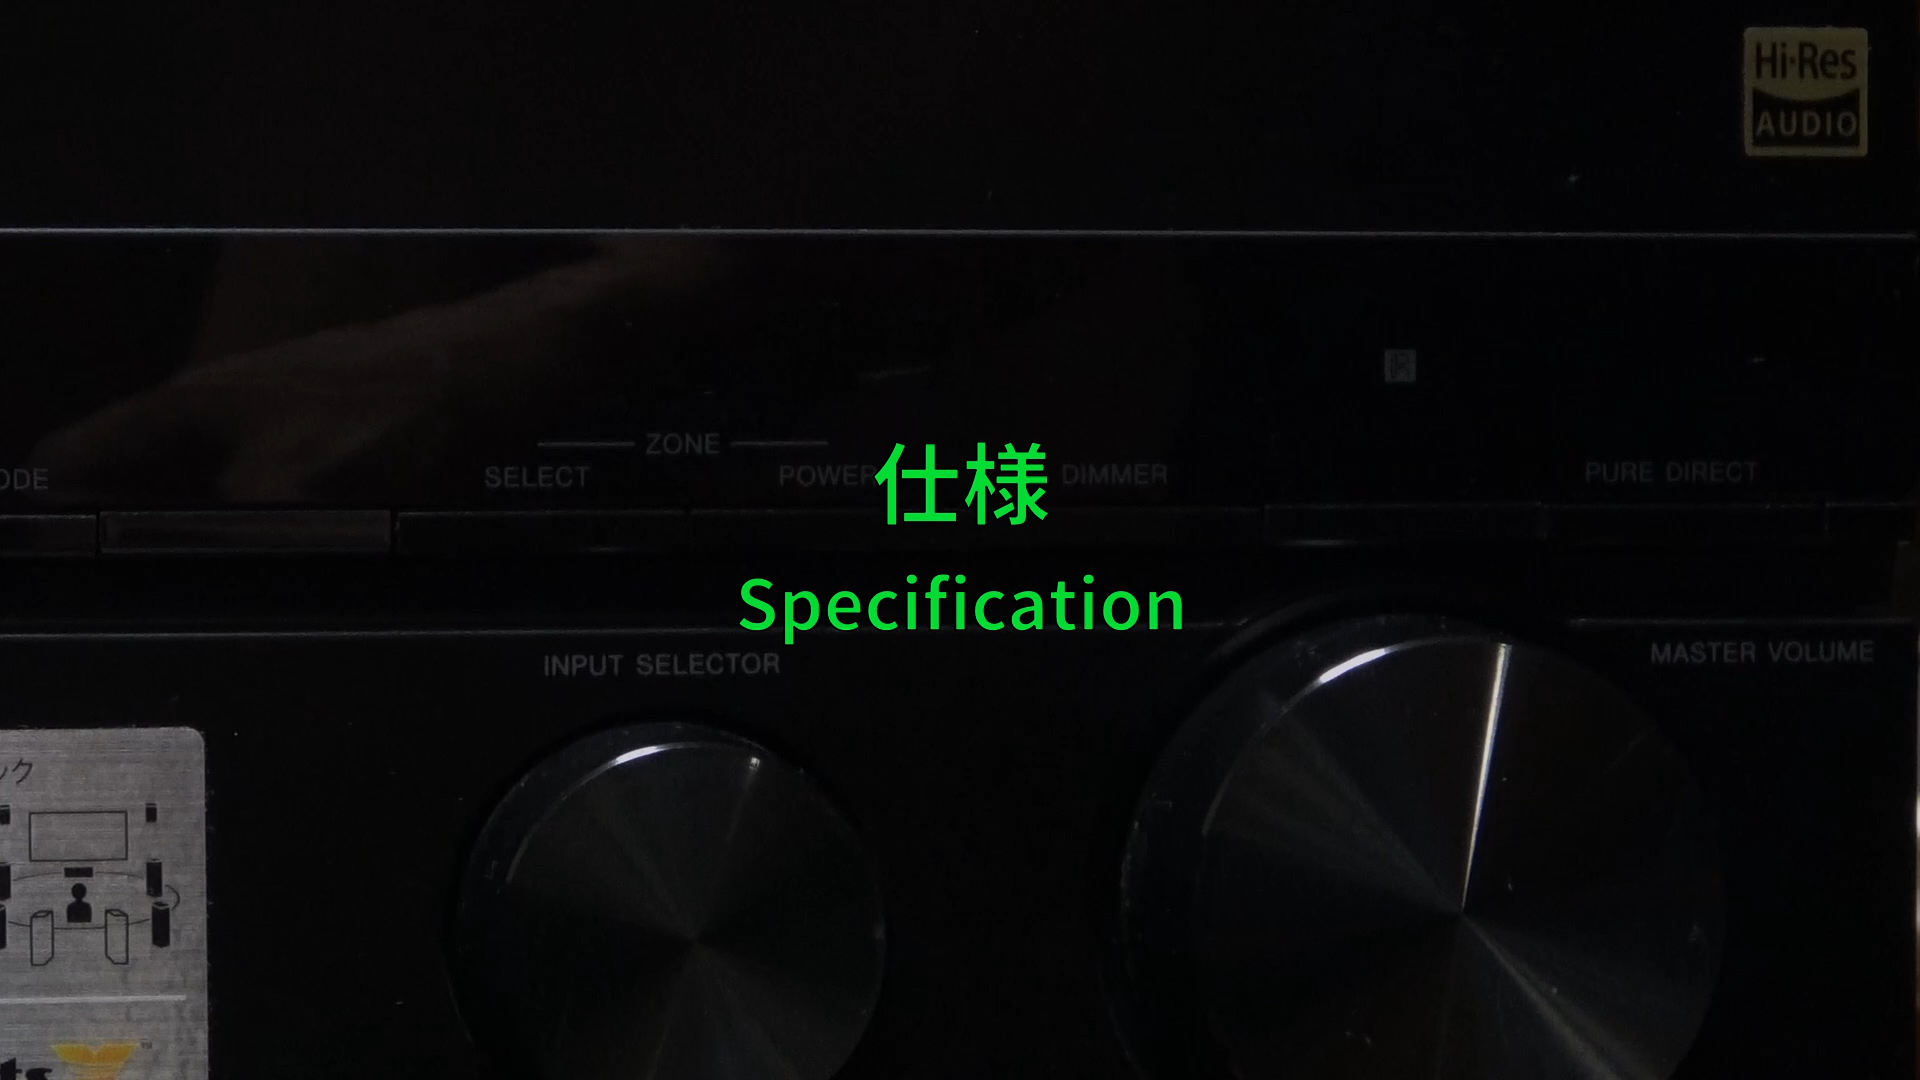 Hi-Res
AUDIO
ZONE
SELECT
POWER
DIMMER
PURE DIRECT
仕様
Specification
INPUT SELECTOR
MASTER VOLUME